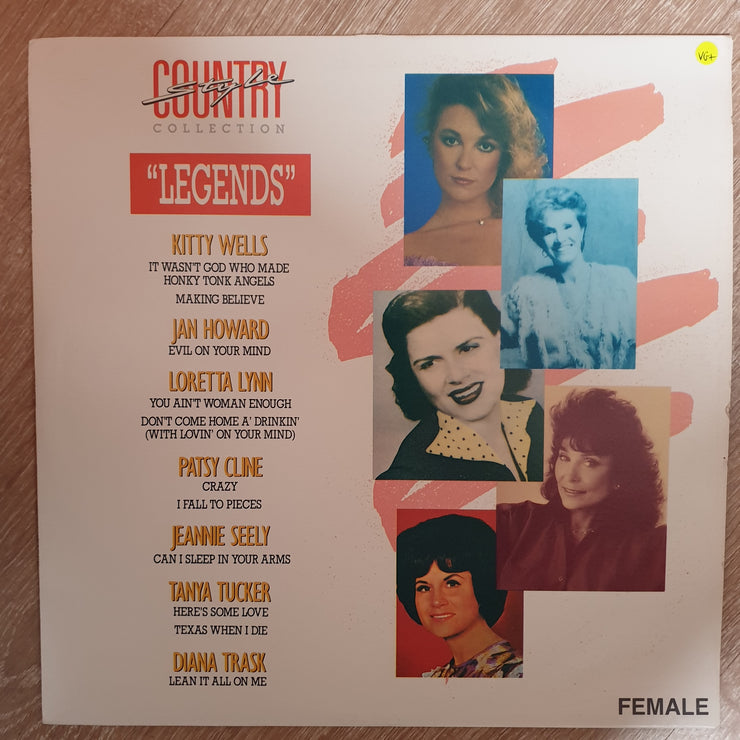 COUNTRY
Style
COLLECTION
"LEGENDS"
KITTY WELLS
IT WASN'T GOD WHO MADE
HONKY TONK ANGELS
MAKING BELIEVE
JAN HOWARD
EVIL ON YOUR MIND
LORETTA LYNN
YOU AIN'T WOMAN ENOUGH
DON'T COME HOME A' DRINKIN'
(WITH LOVIN' ON YOUR MIND)
PATSY CLINE
CRAZY
I FALL TO PIECES
JEANNIE SEELY
CAN I SLEEP IN YOUR ARMS
TANYA TUCKER
HERE'S SOME LOVE
TEXAS WHEN I DIE
DIANA TRASK
LEAN IT ALL ON ME
VG+
FEMALE